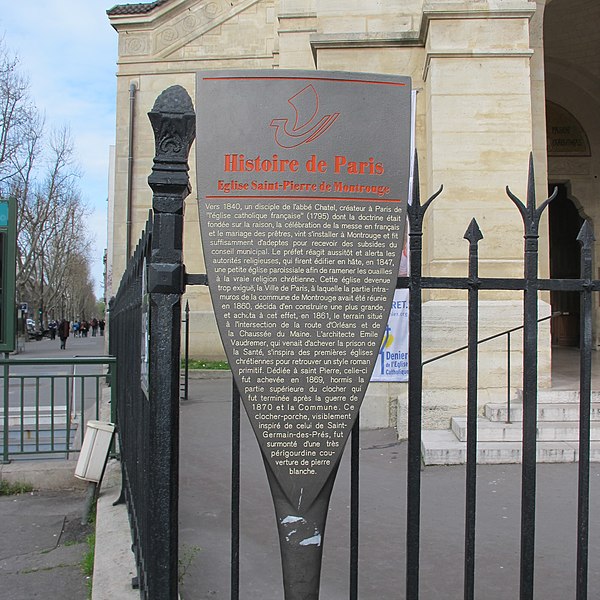 Histoire de Paris
Eglise Saint-Pierre de Montrouge
Vers 1840, un disciple de l'abbé Chatel, créateur à Paris de
"l'église catholique française" (1795) dont la doctrine était
fondée sur la raison, la célébration de la messe en français
et le mariage des prêtres, vint s'installer à Montrouge et fit
suffisamment d'adeptes pour recevoir des subsides du
conseil municipal. Le préfet réagit aussitôt et alerta les
autorités religieuses, qui firent édifier en hâte, en 1847,
une petite église paroissiale afin de ramener les ouailles
à la vraie religion chrétienne. Cette église devenue
trop exiguë, la Ville de Paris, à laquelle la partie intra-
muros de la commune de Montrouge avait été réunie
en 1860, décida d'en construire une plus grande,
et acheta à cet effet, en 1861, le terrain situé
à l'intersection de la route d'Orléans et de
la Chaussée du Maine. L'architecte Emile
Vaudremer, qui venait d'achever la prison de
la Santé, s'inspira des premières églises
chrétiennes pour retrouver un style roman
primitif. Dédiée à saint Pierre, celle-ci
fut achevée en 1869, hormis la
partie supérieure du clocher qui
fut terminée après la guerre de
1870 et la Commune. Ce
clocher-porche, visiblement
inspiré de celui de Saint-
Germain-des-Prés, fut
surmonté d'une très
périgourdine cou-
verture de pierre
blanche.
Denier
de l'Église
Catholique